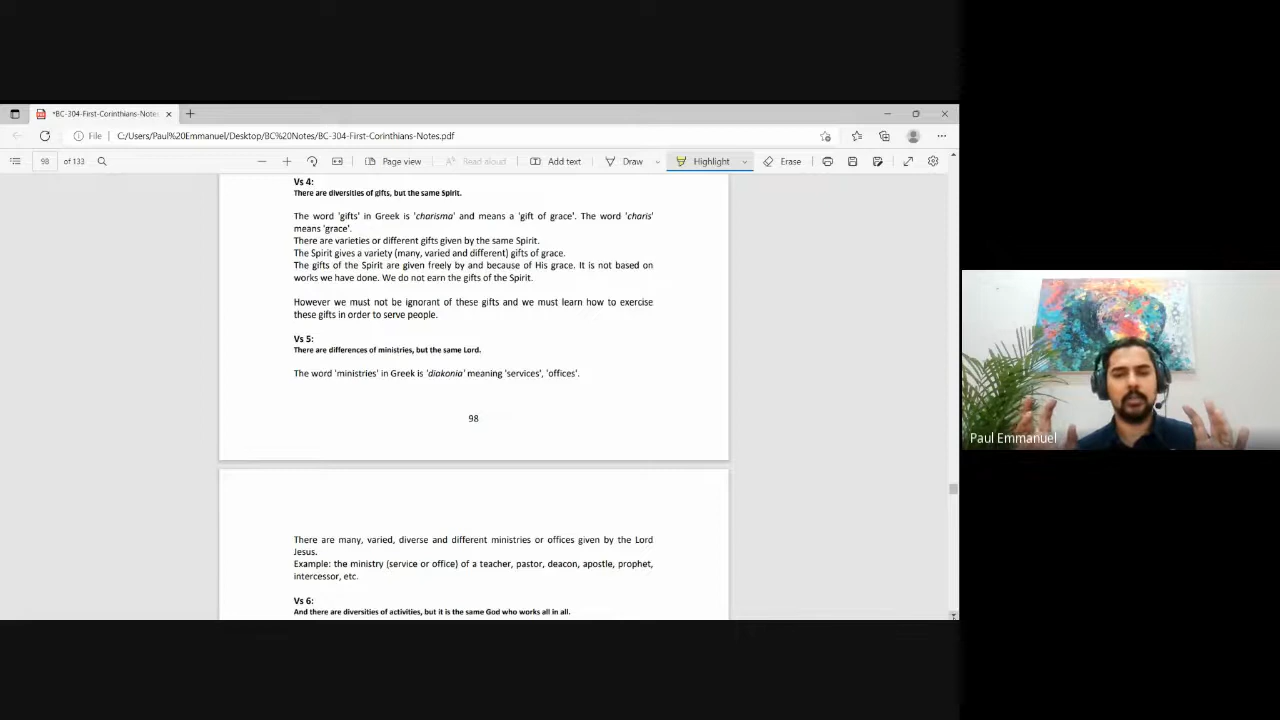 *BC-304-First-Corinthians-Notes
File C:/Users/Paul%20Emmanuel/Desktop/BC%20Notes/BC-304-First-Corinthians-Notes.pdf
98 of 133 Page view Read aloud Add text Draw Highlight Erase
Vs 4:
There are diversities of gifts, but the same Spirit.
The word 'gifts' in Greek is 'charisma' and means a 'gift of grace'. The word 'charis'
means 'grace'.
There are varieties or different gifts given by the same Spirit.
The Spirit gives a variety (many, varied and different) gifts of grace.
The gifts of the Spirit are given freely by and because of His grace. It is not based on
works we have done. We do not earn the gifts of the Spirit.
However we must not be ignorant of these gifts and we must learn how to exercise
these gifts in order to serve people.
Vs 5:
There are differences of ministries, but the same Lord.
The word 'ministries' in Greek is 'diakonia' meaning 'services', 'offices'.
98
There are many, varied, diverse and different ministries or offices given by the Lord
Jesus.
Example: the ministry (service or office) of a teacher, pastor, deacon, apostle, prophet,
intercessor, etc.
Vs 6:
And there are diversities of activities, but it is the same God who works all in all.
Paul Emmanuel